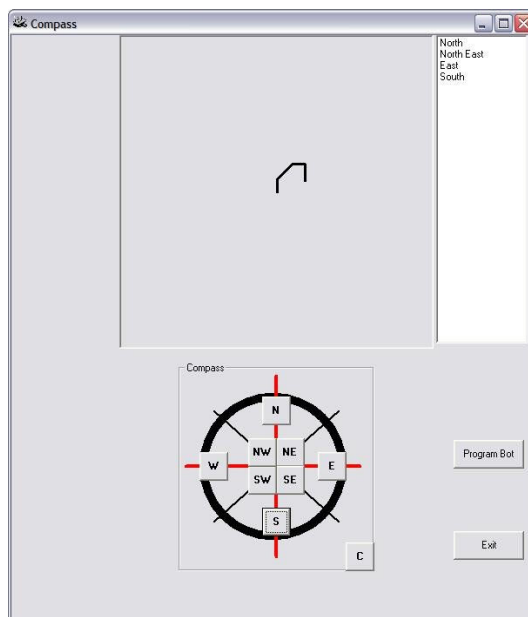 Compass
North
North East
East
South
Compass
N
NW NE
W E
SW SE
S
C
Program Bot
Exit